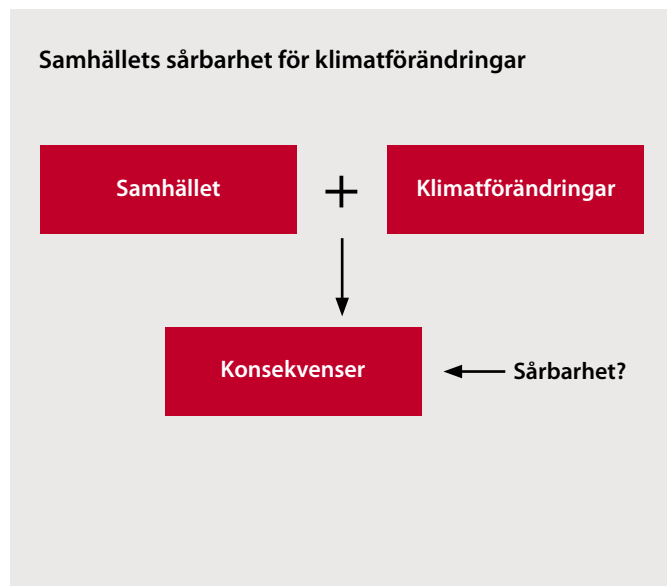 Samhällets sårbarhet för klimatförändringar
Samhället
+
Klimatförändringar
Konsekvenser
Sårbarhet?